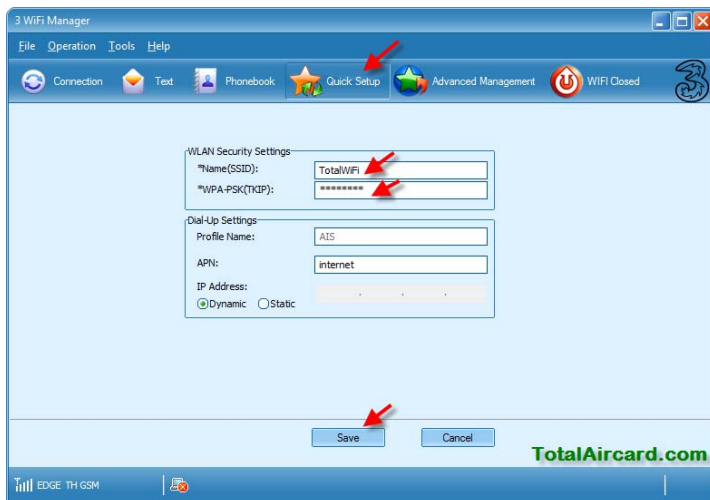 3 WiFi Manager
File Operation Tools Help
Connection Text Phonebook Quick Setup Advanced Management WIFI Closed 3
WLAN Security Settings
*Name(SSID): TotalWiFi
*WPA-PSK(TKIP): ********
Dial-Up Settings
Profile Name: AIS
APN: internet
IP Address:
Dynamic Static . . .
Save Cancel
TotalAircard.com
EDGE TH GSM